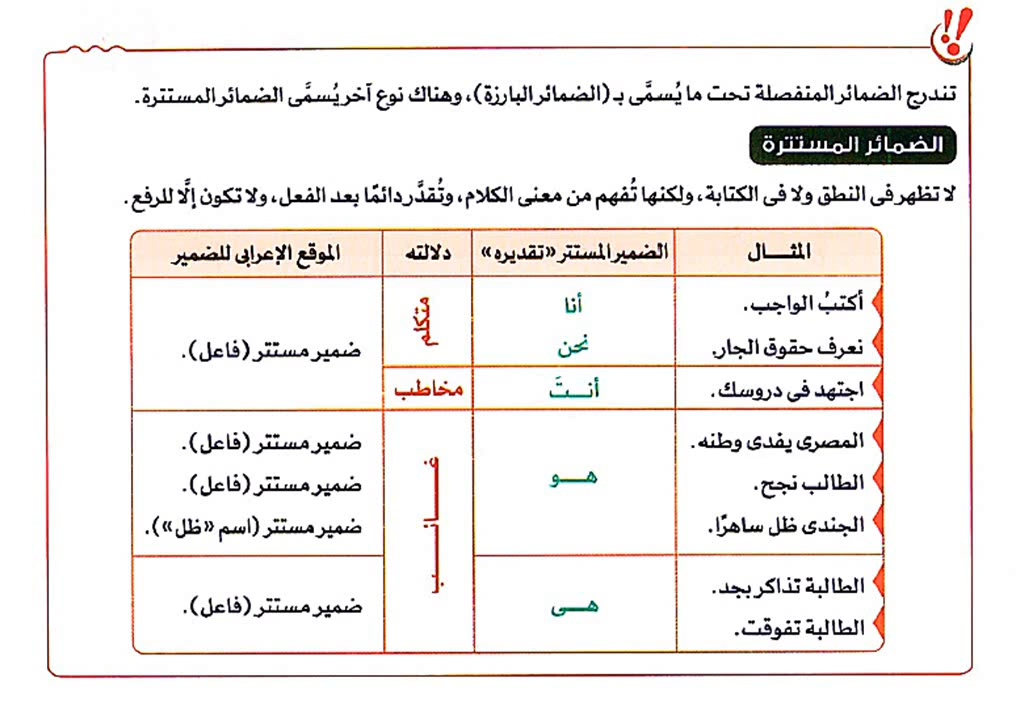 تندرج الضمائر المنفصلة تحت ما يُسمَّى بـ (الضمائر البارزة)، وهناك نوع آخر يُسمَّى الضمائر المستترة.
الضمائر المستترة
لا تظهر فى النطق ولا فى الكتابة، ولكنها تُفهم من معنى الكلام، وتُقدَّر دائمًا بعد الفعل، ولا تكون إلَّا للرفع.
المثـــال الضمير المستتر «تقديره» دلالته الموقع الإعرابى للضمير
أكتبُ الواجب. أنا متكلم
نعرف حقوق الجار. نحن ضمير مستتر (فاعل).
اجتهد فى دروسك. أنــتَ مخاطب
المصرى يفدى وطنه. ضمير مستتر (فاعل).
الطالب نجح. هــو غـــائـــب ضمير مستتر (فاعل).
الجندى ظل ساهرًا. ضمير مستتر (اسم «ظل»).
الطالبة تذاكر بجد. هــى ضمير مستتر (فاعل).
الطالبة تفوقت.